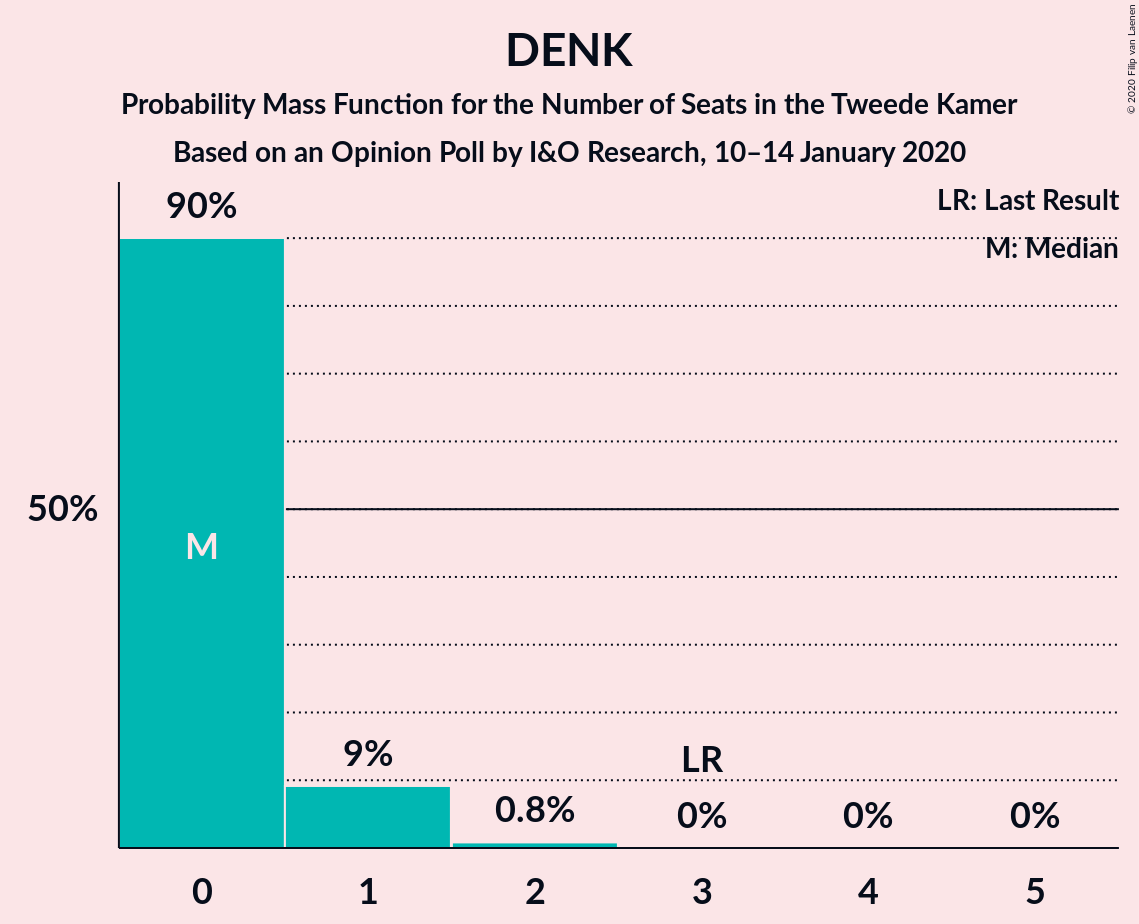 DENK
Probability Mass Function for the Number of Seats in the Tweede Kamer
Based on an Opinion Poll by I&O Research, 10–14 January 2020
© 2020 Filip van Laenen
LR: Last Result
M: Median
90%
50%
M
9%
0.8%
LR
0%
0%
0%
0 1 2 3 4 5